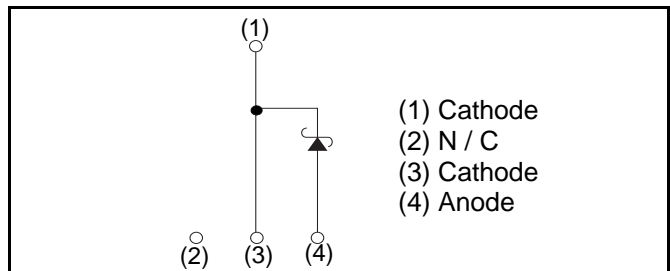 (1)
(1) Cathode
(2) N / C
(3) Cathode
(4) Anode
(2) (3) (4)